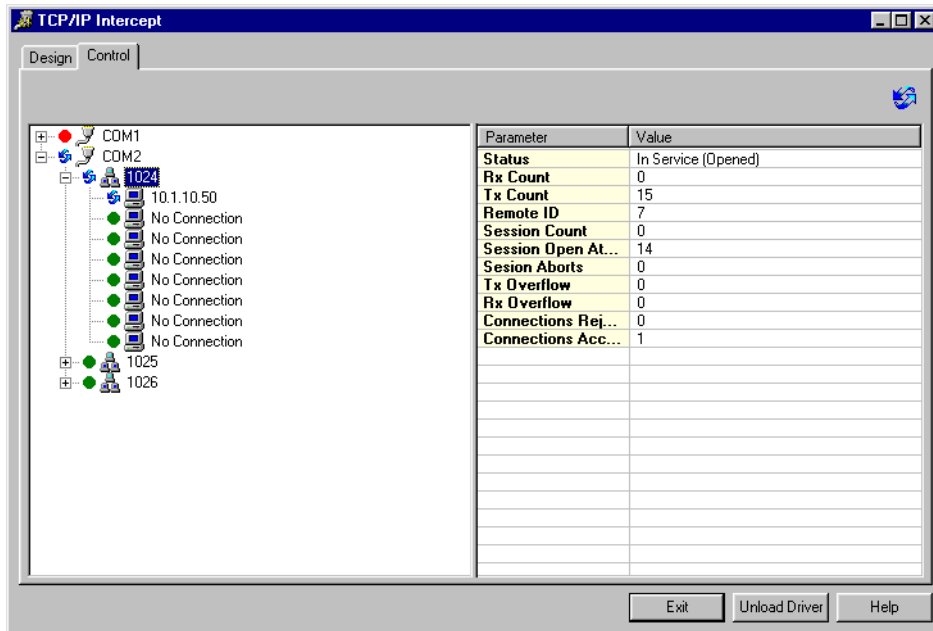 TCP/IP Intercept
Design Control
COM1
COM2
1024
10.1.10.50
No Connection
No Connection
No Connection
No Connection
No Connection
No Connection
No Connection
1025
1026
Parameter Value
Status In Service (Opened)
Rx Count 0
Tx Count 15
Remote ID 7
Session Count 0
Session Open At... 14
Sesion Aborts 0
Tx Overflow 0
Rx Overflow 0
Connections Rej... 0
Connections Acc... 1
Exit Unload Driver Help